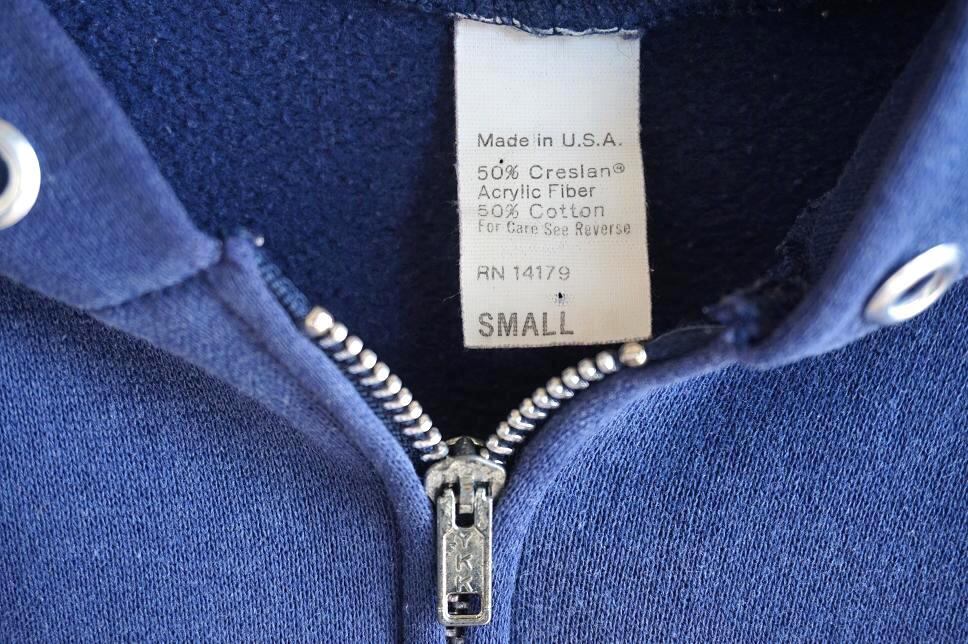 Made in U.S.A.
50% Creslan®
Acrylic Fiber
50% Cotton
For Care See Reverse
RN 14179
SMALL
YKK